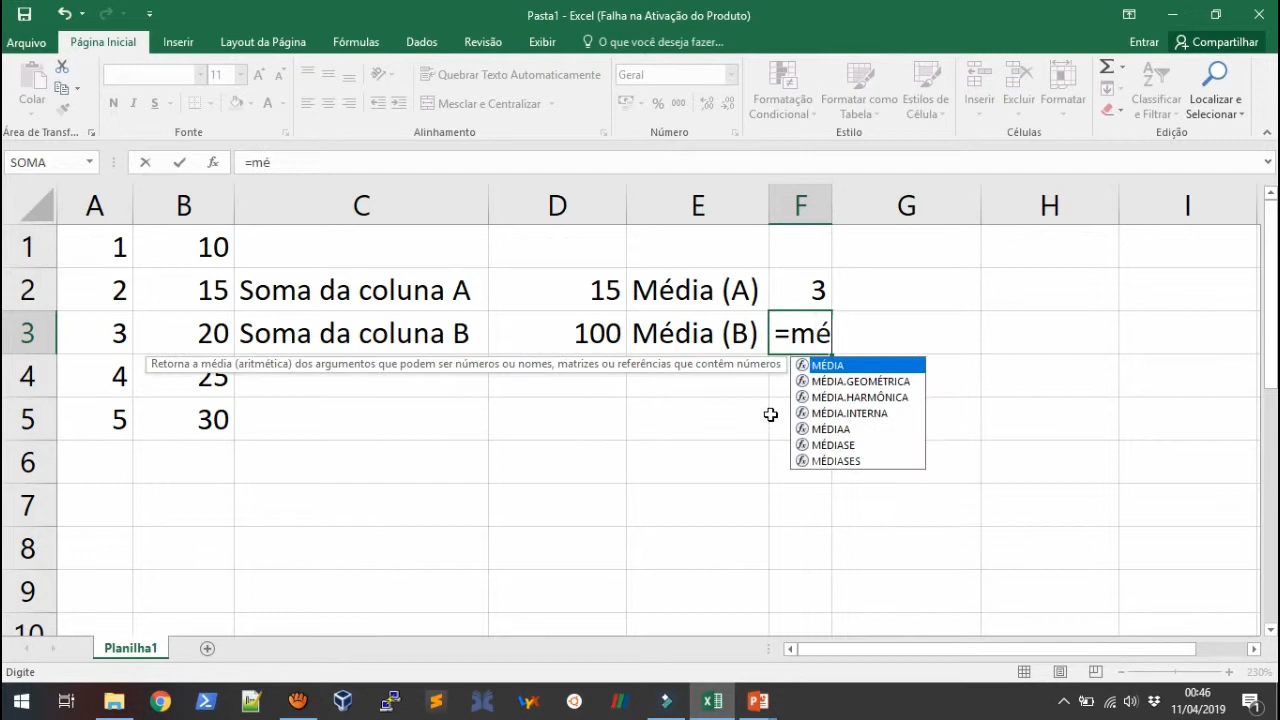 Pasta1 - Excel (Falha na Ativação do Produto)
Arquivo Página Inicial Inserir Layout da Página Fórmulas Dados Revisão Exibir O que você deseja fazer... Entrar Compartilhar
Colar
11
N I S
A A
Quebrar Texto Automaticamente
Mesclar e Centralizar
Geral
% 000
Formatação Condicional
Formatar como Tabela
Estilos de Célula
Inserir
Excluir
Formatar
Classificar e Filtrar
Localizar e Selecionar
Área de Transf... Fonte Alinhamento Número Estilo Células Edição
SOMA fx =mé
A B C D E F G H I
1 1 10
2 2 15 Soma da coluna A 15 Média (A) 3
3 3 20 Soma da coluna B 100 Média (B) =mé
Retorna a média (aritmética) dos argumentos que podem ser números ou nomes, matrizes ou referências que contêm números
4 4 25
5 5 30
MÉDIA
MÉDIA.GEOMÉTRICA
MÉDIA.HARMÔNICA
MÉDIA.INTERNA
MÉDIAA
MÉDIASE
MÉDIASES
6
7
8
9
10
Planilha1
Digite 230%
00:46
11/04/2019